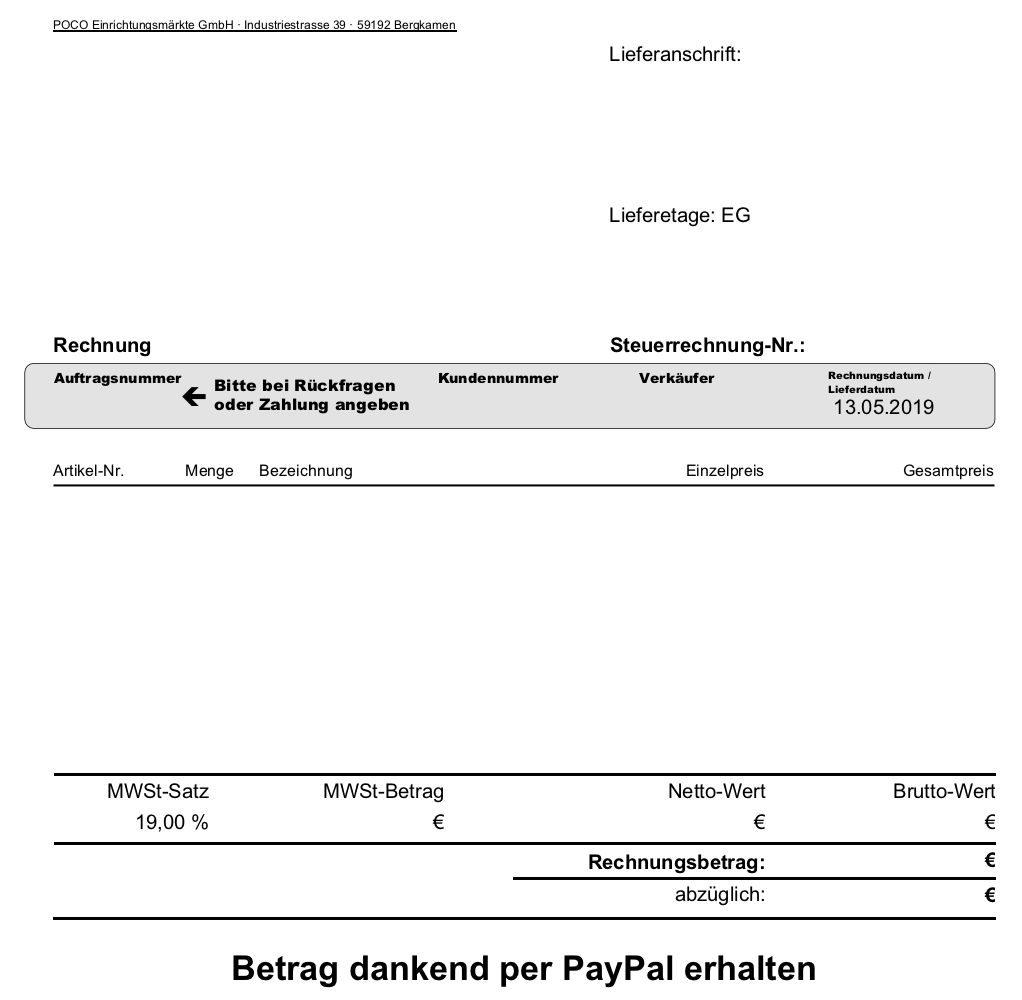 POCO Einrichtungsmärkte GmbH · Industriestrasse 39 · 59192 Bergkamen
Lieferanschrift:
Lieferetage: EG
Rechnung Steuerrechnung-Nr.:
Auftragsnummer Bitte bei Rückfragen Kundennummer Verkäufer Rechnungsdatum /
oder Zahlung angeben Lieferdatum
13.05.2019
Artikel-Nr. Menge Bezeichnung Einzelpreis Gesamtpreis
MWSt-Satz MWSt-Betrag Netto-Wert Brutto-Wert
19,00 % € € €
Rechnungsbetrag: €
abzüglich: €
Betrag dankend per PayPal erhalten